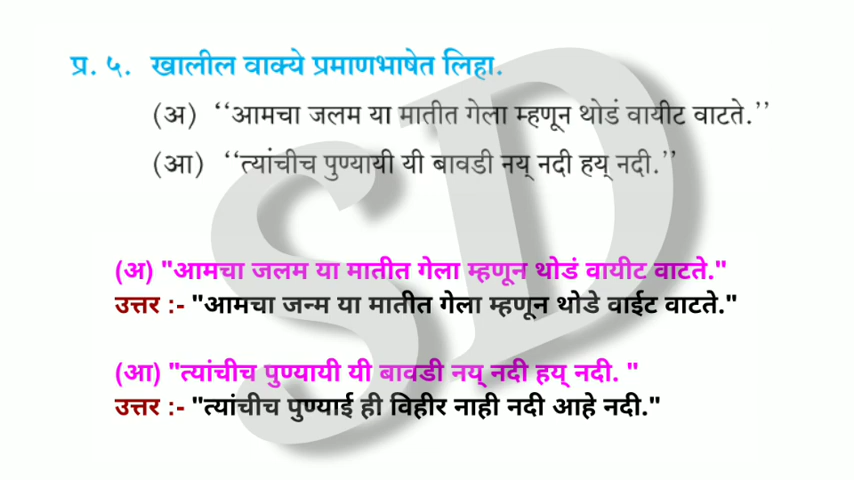 प्र. ५. खालील वाक्ये प्रमाणभाषेत लिहा.
(अ) ‘‘आमचा जलम या मातीत गेला म्हणून थोडं वायीट वाटते.’’
(आ) ‘‘त्यांचीच पुण्यायी यी बावडी नय् नदी हय् नदी.’’
(अ) "आमचा जलम या मातीत गेला म्हणून थोडं वायीट वाटते."
उत्तर :- "आमचा जन्म या मातीत गेला म्हणून थोडे वाईट वाटते."
(आ) "त्यांचीच पुण्यायी यी बावडी नय् नदी हय् नदी. "
उत्तर :- "त्यांचीच पुण्याई ही विहीर नाही नदी आहे नदी."
SD